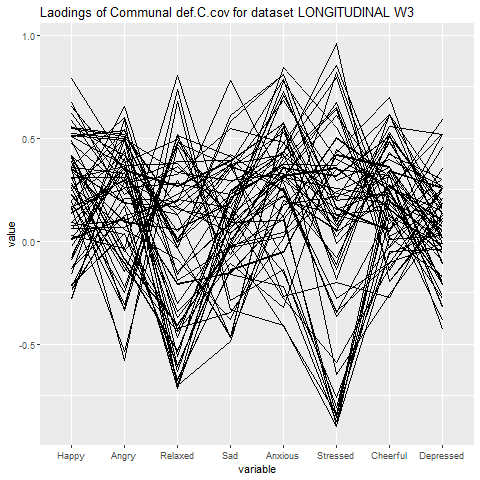 Laodings of Communal def.C.cov for dataset LONGITUDINAL W3
1.0
0.5
0.0
-0.5
value
Happy Angry Relaxed Sad Anxious Stressed Cheerful Depressed
variable